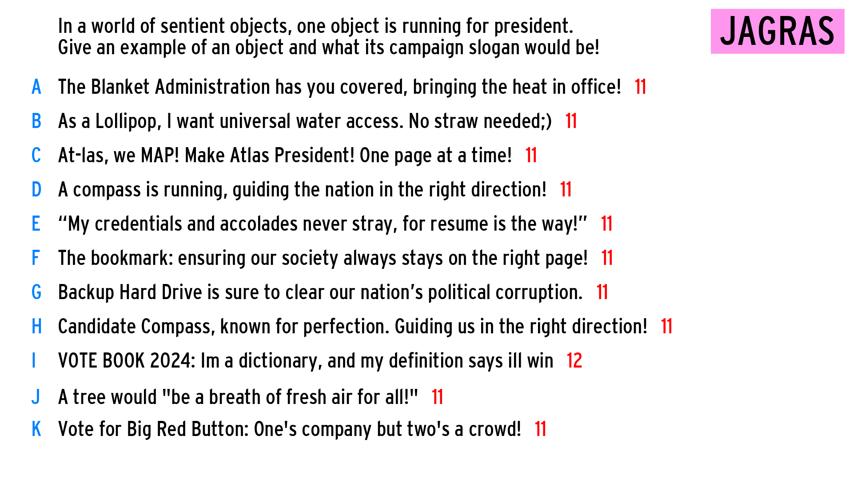 In a world of sentient objects, one object is running for president.
Give an example of an object and what its campaign slogan would be!
JAGRAS
A The Blanket Administration has you covered, bringing the heat in office! 11
B As a Lollipop, I want universal water access. No straw needed;) 11
C At-las, we MAP! Make Atlas President! One page at a time! 11
D A compass is running, guiding the nation in the right direction! 11
E “My credentials and accolades never stray, for resume is the way!” 11
F The bookmark: ensuring our society always stays on the right page! 11
G Backup Hard Drive is sure to clear our nation’s political corruption. 11
H Candidate Compass, known for perfection. Guiding us in the right direction! 11
I VOTE BOOK 2024: Im a dictionary, and my definition says ill win 12
J A tree would "be a breath of fresh air for all!" 11
K Vote for Big Red Button: One's company but two's a crowd! 11